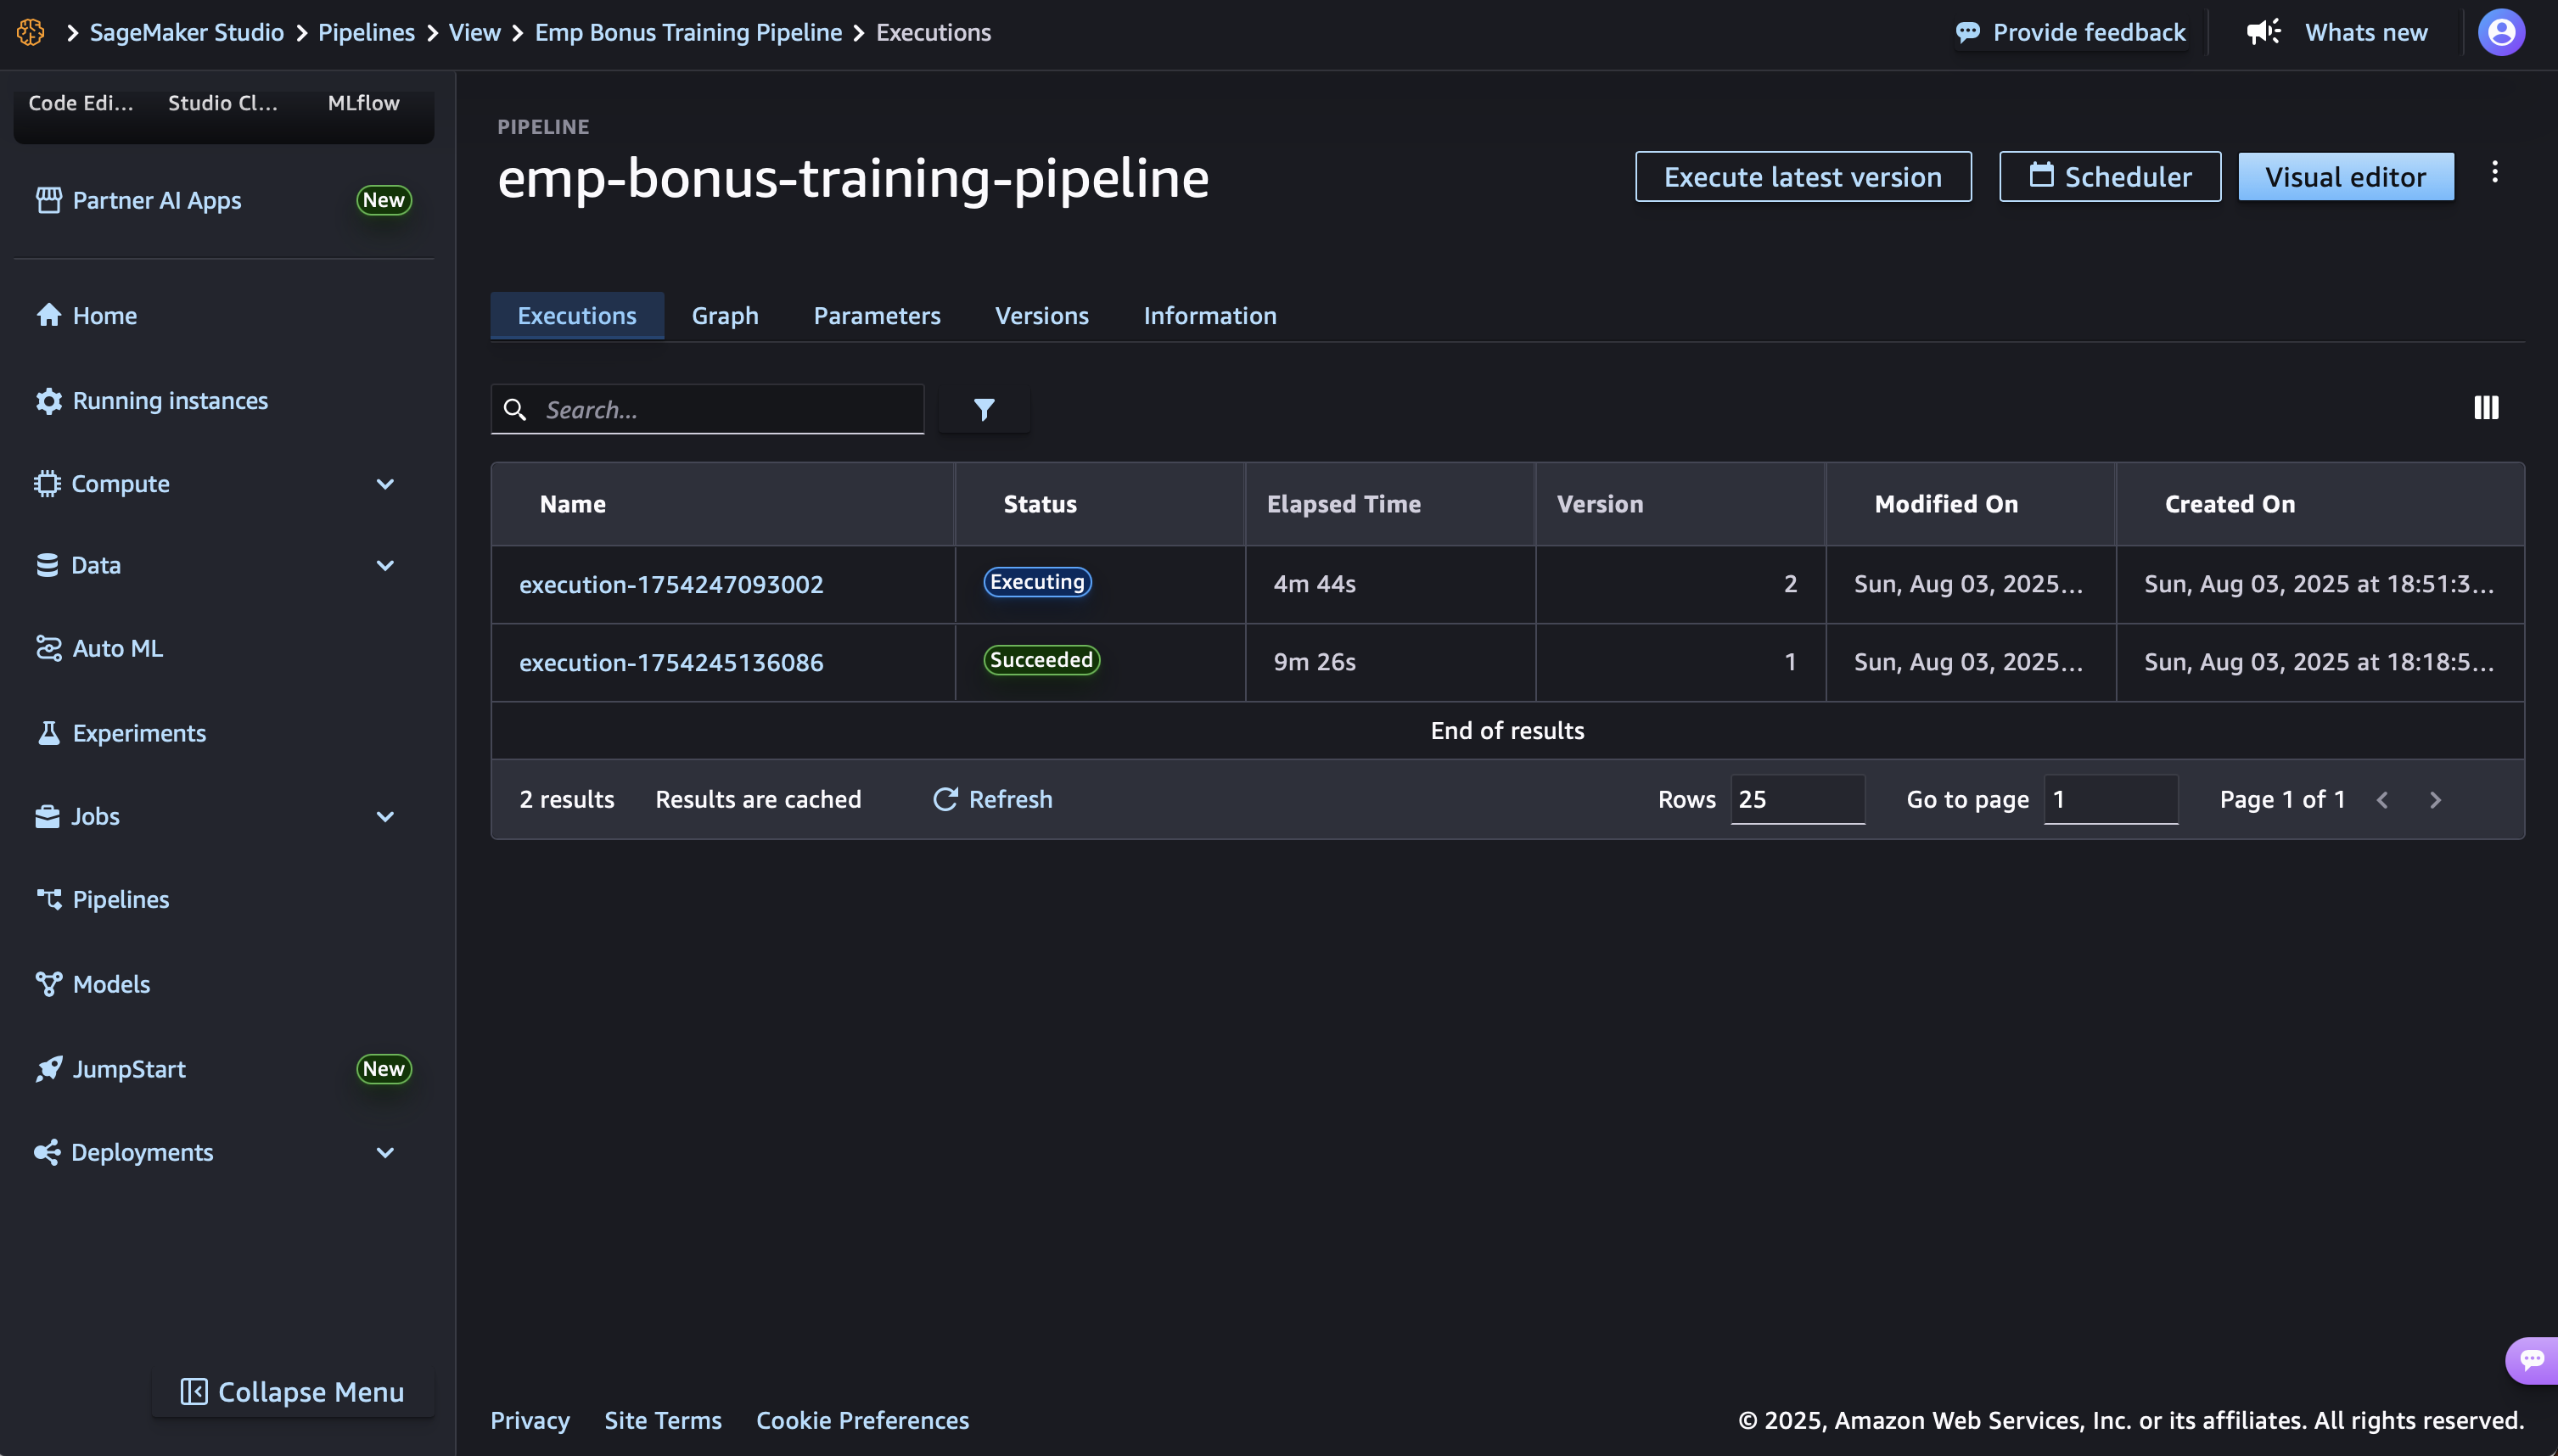 SageMaker Studio > Pipelines > View > Emp Bonus Training Pipeline > Executions
Provide feedback
Whats new
Code Edi... Studio Cl... MLflow
Partner AI Apps New
Home
Running instances
Compute
Data
Auto ML
Experiments
Jobs
Pipelines
Models
JumpStart New
Deployments
Collapse Menu
PIPELINE
emp-bonus-training-pipeline
Execute latest version
Scheduler
Visual editor
Executions Graph Parameters Versions Information
Search...
Name Status Elapsed Time Version Modified On Created On
execution-1754247093002 Executing 4m 44s 2 Sun, Aug 03, 2025... Sun, Aug 03, 2025 at 18:51:3...
execution-1754245136086 Succeeded 9m 26s 1 Sun, Aug 03, 2025... Sun, Aug 03, 2025 at 18:18:5...
End of results
2 results Results are cached Refresh Rows 25 Go to page 1 Page 1 of 1
Privacy Site Terms Cookie Preferences
© 2025, Amazon Web Services, Inc. or its affiliates. All rights reserved.